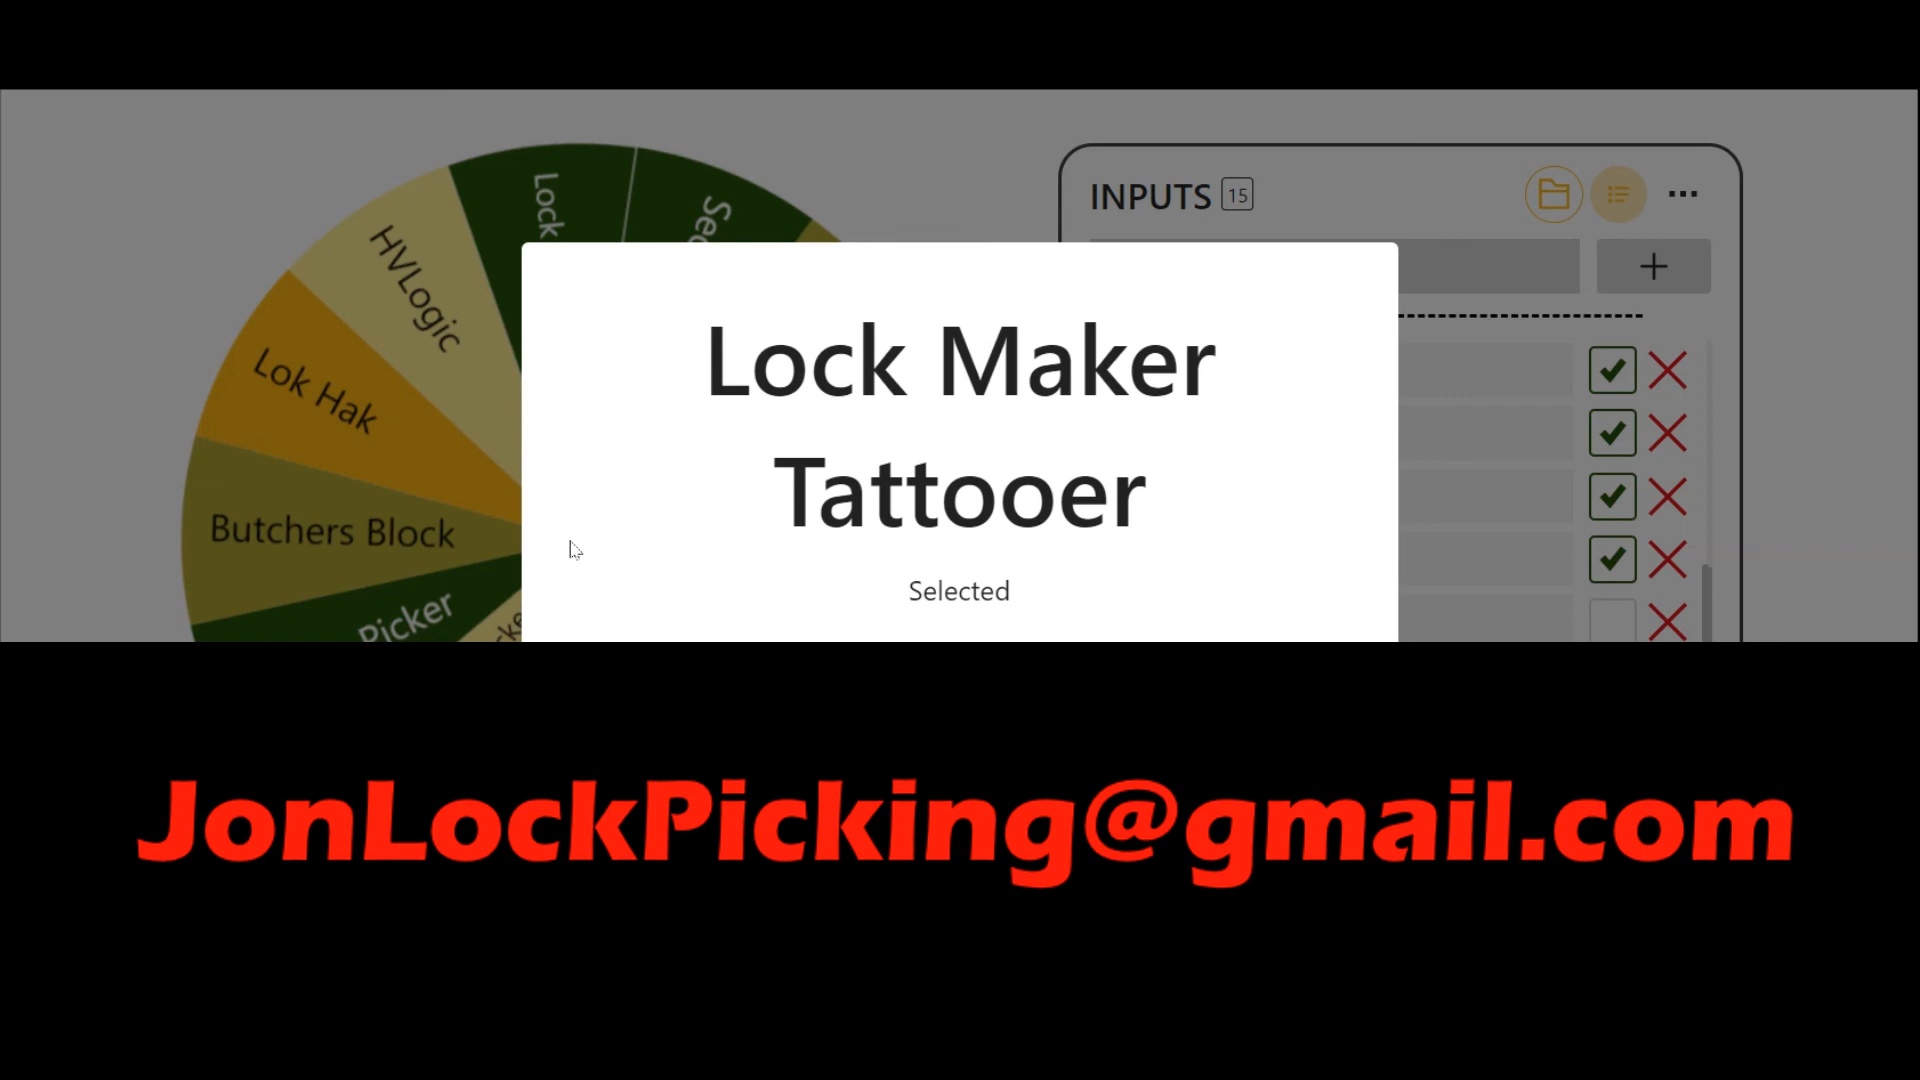 Lock
HVLogic
Lok Hak
Butchers Block
Picker
INPUTS 15
Lock Maker
Tattooer
Selected
JonLockPicking@gmail.com